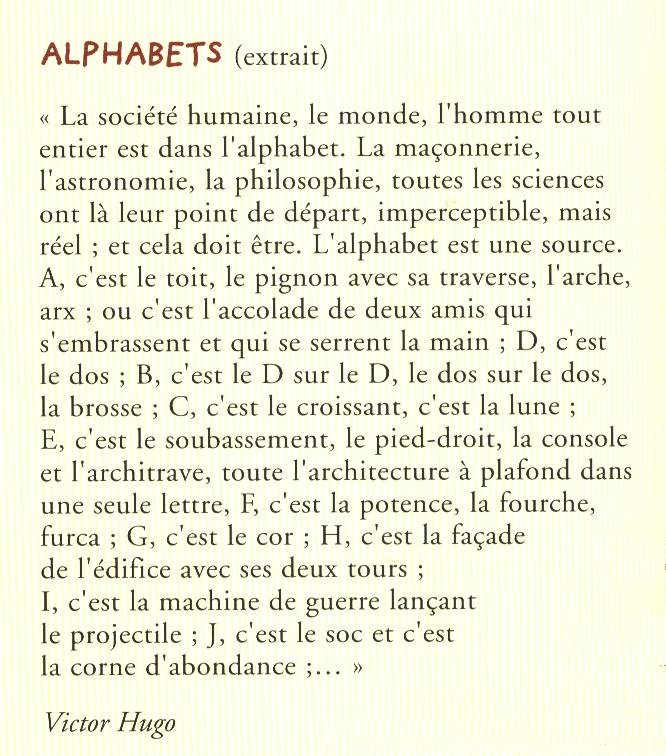 ALPHABETS (extrait)
« La société humaine, le monde, l'homme tout
entier est dans l'alphabet. La maçonnerie,
l'astronomie, la philosophie, toutes les sciences
ont là leur point de départ, imperceptible, mais
réel ; et cela doit être. L'alphabet est une source.
A, c'est le toit, le pignon avec sa traverse, l'arche,
arx ; ou c'est l'accolade de deux amis qui
s'embrassent et qui se serrent la main ; D, c'est
le dos ; B, c'est le D sur le D, le dos sur le dos,
la brosse ; C, c'est le croissant, c'est la lune ;
E, c'est le soubassement, le pied-droit, la console
et l'architrave, toute l'architecture à plafond dans
une seule lettre, F, c'est la potence, la fourche,
furca ; G, c'est le cor ; H, c'est la façade
de l'édifice avec ses deux tours ;
I, c'est la machine de guerre lançant
le projectile ; J, c'est le soc et c'est
la corne d'abondance ;... »
Victor Hugo